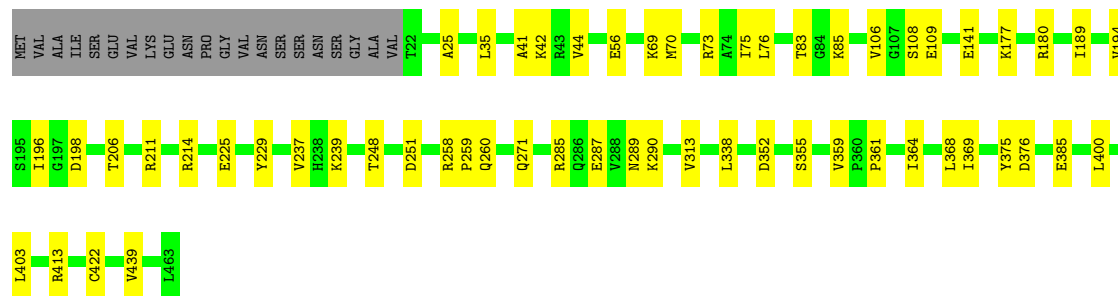 MET VAL ALA ILE SER GLU VAL LYS GLU ASN PRO GLY VAL ASN SER SER ASN SER GLY ALA VAL T22 A25 L35 A41 K42 R43 V44 E56 K69 M70 R73 A74 I75 L76 T83 G84 K85 V106 G107 S108 E109 E141 K177 R180 I189
S195 I196 G197 D198 T206 R211 R214 E225 Y229 V237 H238 K239 T248 D251 R258 P259 Q260 Q271 R285 Q286 E287 V288 N289 K290 V313 L338 D352 S355 V359 P360 P361 I364 L368 I369 Y375 D376 E385 L400
L403 R413 C422 V439 L463